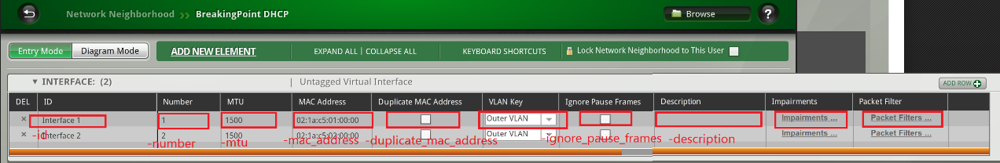 Network Neighborhood >> BreakingPoint DHCP
Browse
?
Entry Mode Diagram Mode ADD NEW ELEMENT EXPAND ALL | COLLAPSE ALL KEYBOARD SHORTCUTS Lock Network Neighborhood to This User
▼ INTERFACE: (2) | Untagged Virtual Interface ADD ROW
DEL ID Number MTU MAC Address Duplicate MAC Address VLAN Key Ignore Pause Frames Description Impairments Packet Filter
× Interface 1 1 1500 02:1a:c5:01:00:00 Outer VLAN Impairments ... Packet Filters ...
× Interface 2 2 1500 02:1a:c5:02:00:00 Outer VLAN Impairments ... Packet Filters ...
-id -number -mtu -mac_address -duplicate_mac_address -ignore_pause_frames -description